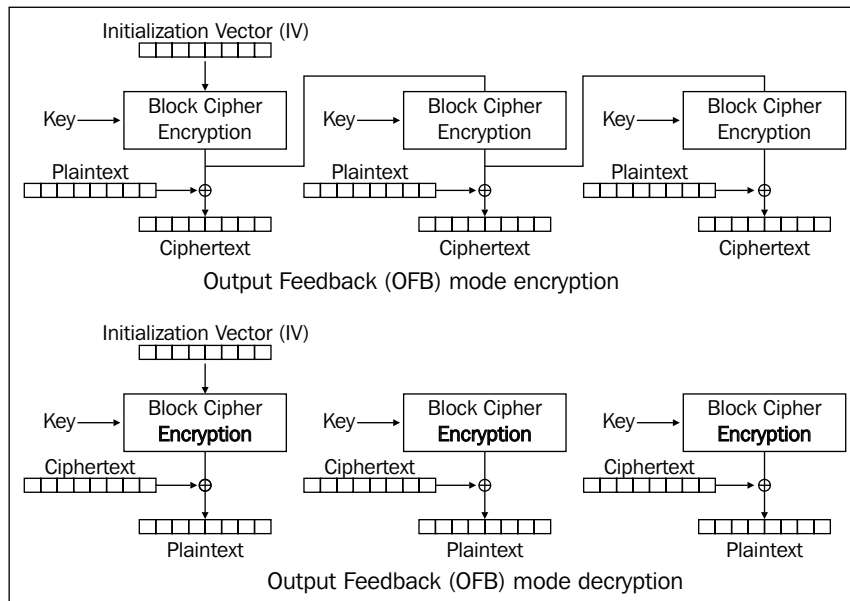 Initialization Vector (IV)
Key
Block Cipher
Encryption
Key
Block Cipher
Encryption
Key
Block Cipher
Encryption
Plaintext
Plaintext
Plaintext
Ciphertext
Ciphertext
Ciphertext
Output Feedback (OFB) mode encryption
Initialization Vector (IV)
Key
Block Cipher
Encryption
Key
Block Cipher
Encryption
Key
Block Cipher
Encryption
Ciphertext
Ciphertext
Ciphertext
Plaintext
Plaintext
Plaintext
Output Feedback (OFB) mode decryption